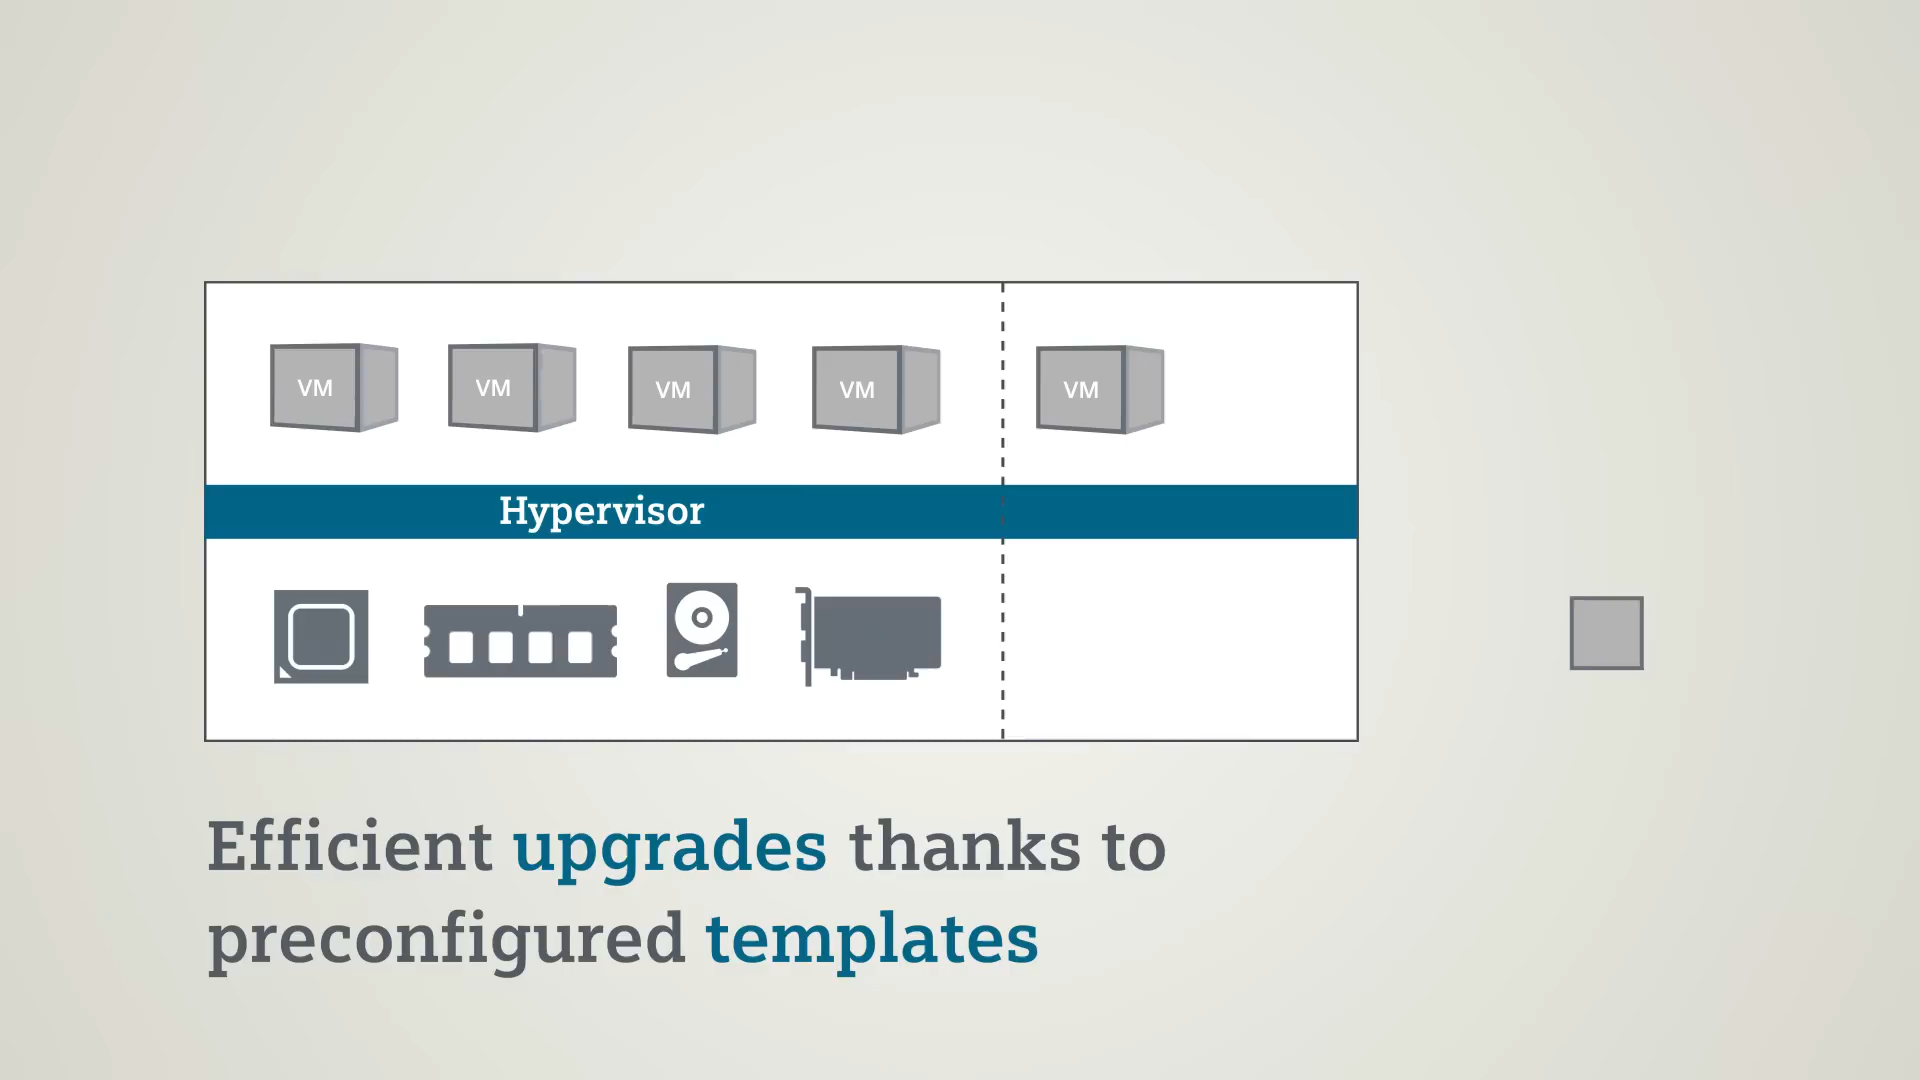 VM VM VM VM VM
Hypervisor
Efficient upgrades thanks to
preconfigured templates